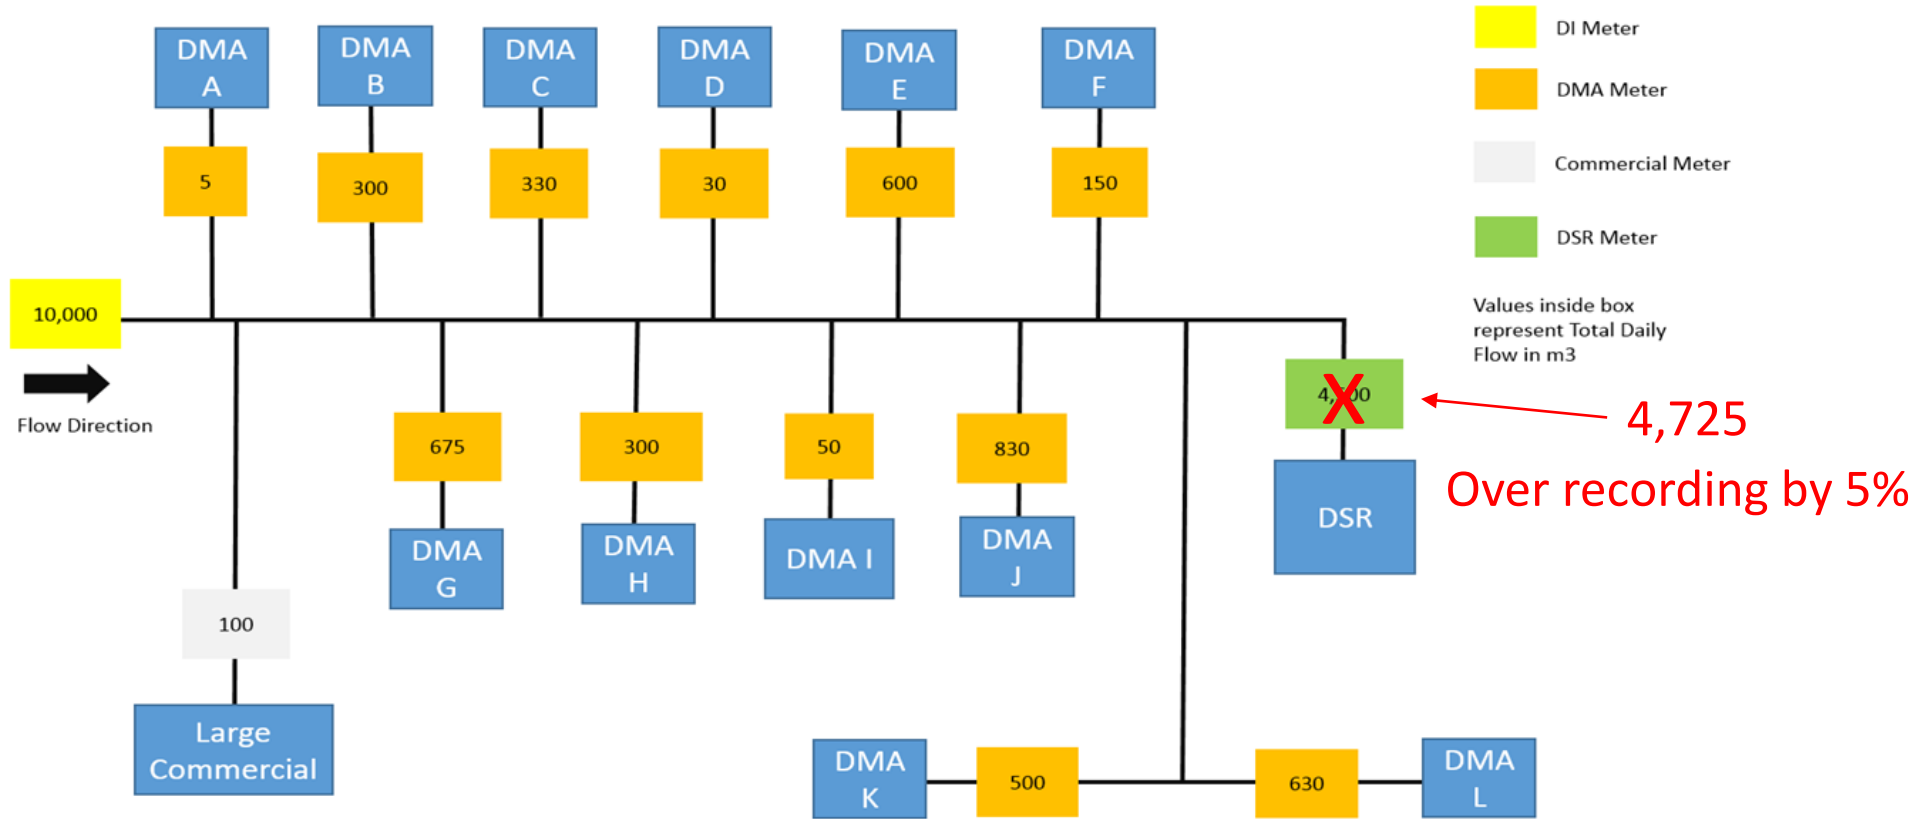 DMA
A
DMA
B
DMA
C
DMA
D
DMA
E
DMA
F
5
300
330
30
600
150
10,000
Flow Direction
675
300
50
830
DMA
G
DMA
H
DMA I
DMA
J
100
Large
Commercial
DMA
K
500
630
DMA
L
X
DSR
4,725
Over recording by 5%
DI Meter
DMA Meter
Commercial Meter
DSR Meter
Values inside box
represent Total Daily
Flow in m3